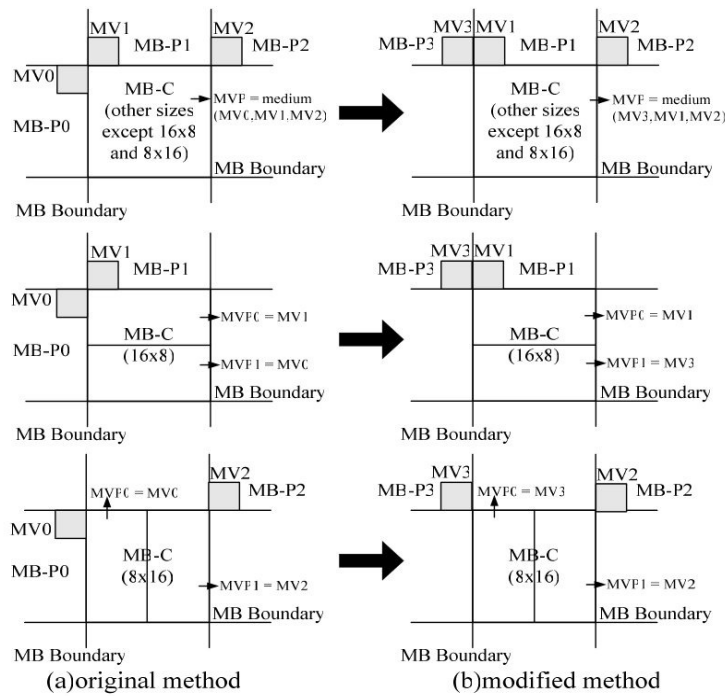 MV1
MB-P1
MV2
MB-P2
MV0
MB-C
(other sizes
except 16x8
and 8x16)
MVP = medium
(MV0,MV1,MV2)
MB-P0
MB Boundary
MB Boundary
MV3
MV1
MB-P3
MB-P1
MV2
MB-P2
MB-C
(other sizes
except 16x8
and 8x16)
MVP = medium
(MV3,MV1,MV2)
MB Boundary
MB Boundary
MV1
MB-P1
MV0
MB-P0
MB-C
(16x8)
MVP0 = MV1
MVP1 = MV0
MB Boundary
MB Boundary
MV3
MV1
MB-P3
MB-P1
MB-C
(16x8)
MVP0 = MV1
MVP1 = MV3
MB Boundary
MB Boundary
MVP0 = MV0
MV2
MB-P2
MV0
MB-P0
MB-C
(8x16)
MVP1 = MV2
MB Boundary
MB Boundary
MV3
MB-P3
MVP0 = MV3
MV2
MB-P2
MB-C
(8x16)
MVP1 = MV2
MB Boundary
MB Boundary
(a)original method
(b)modified method